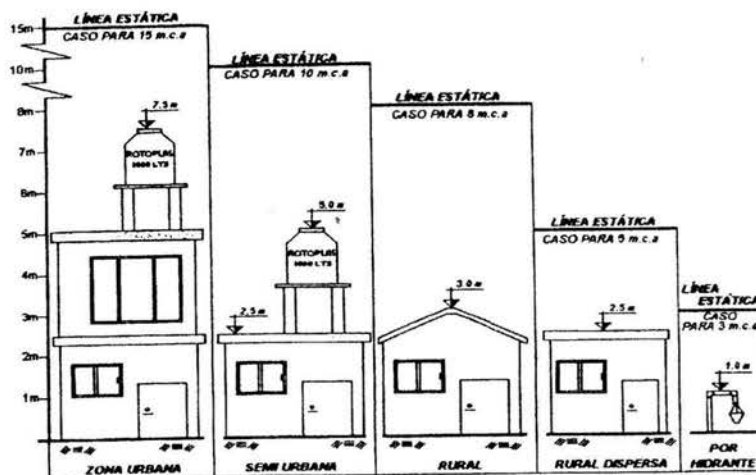 LÍNEA ESTÁTICA
CASO PARA 15 m.c.a
15m
10m
8m
7m
6m
5m
4m
3m
2m
1m
7.5 m
ROTOPLAS
LTS
ZONA URBANA
LÍNEA ESTÁTICA
CASO PARA 10 m.c.a
5.0 m
ROTOPLAS
LTS
2.5 m
SEMI URBANA
LÍNEA ESTÁTICA
CASO PARA 8 m.c.a
3.0 m
RURAL
LÍNEA ESTÁTICA
CASO PARA 5 m.c.a
2.5 m
RURAL DISPERSA
LÍNEA
ESTÁTICA
CASO
PARA 3 m.c.a
1.0 m
POR
HIDRANTE